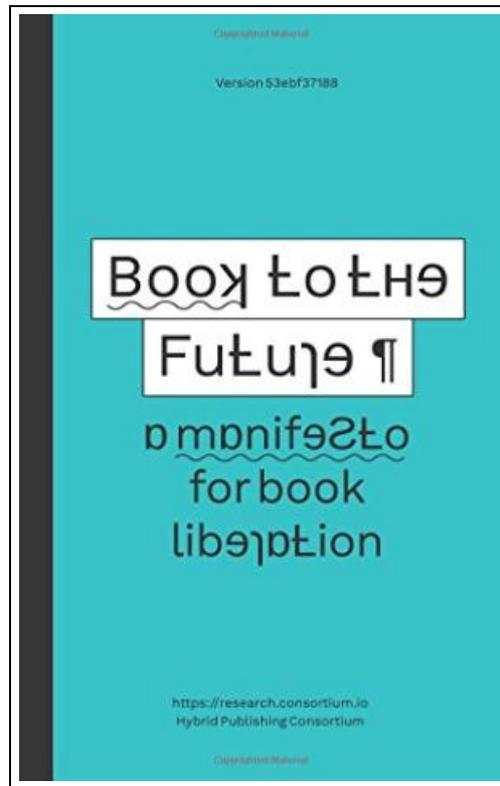 Copyrighted Material
Version 53ebf37188
Book to the
Future ¶
a manifesto
for book
liberation
https://research.consortium.io
Hybrid Publishing Consortium
Copyrighted Material